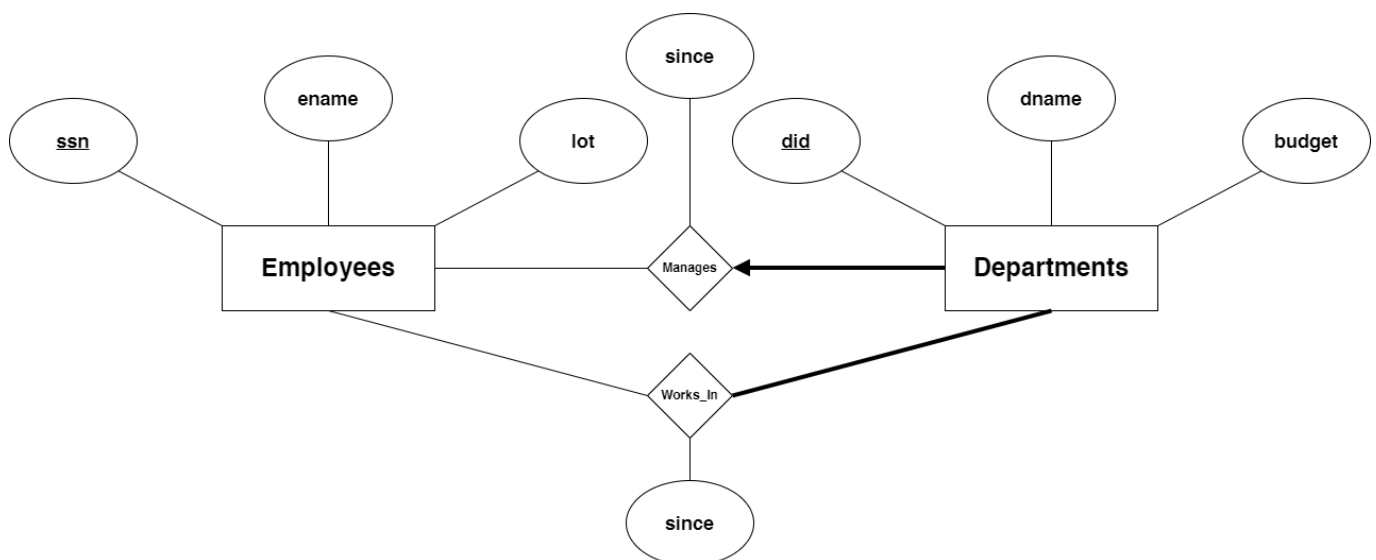 since
ename
dname
ssn
lot
did
budget
Employees
Manages
Departments
Works_In
since